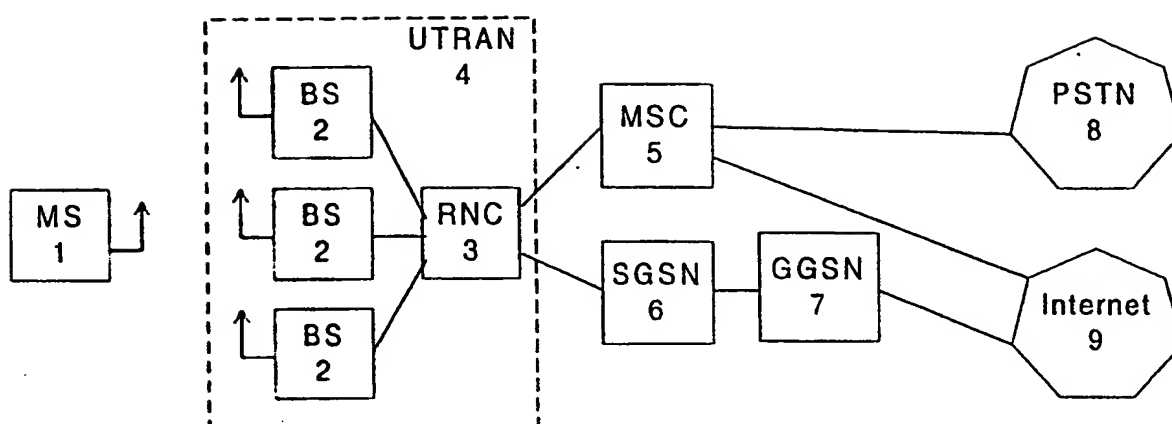 UTRAN
4
BS
2
BS
2
BS
2
MS
1
RNC
3
MSC
5
SGSN
6
GGSN
7
PSTN
8
Internet
9